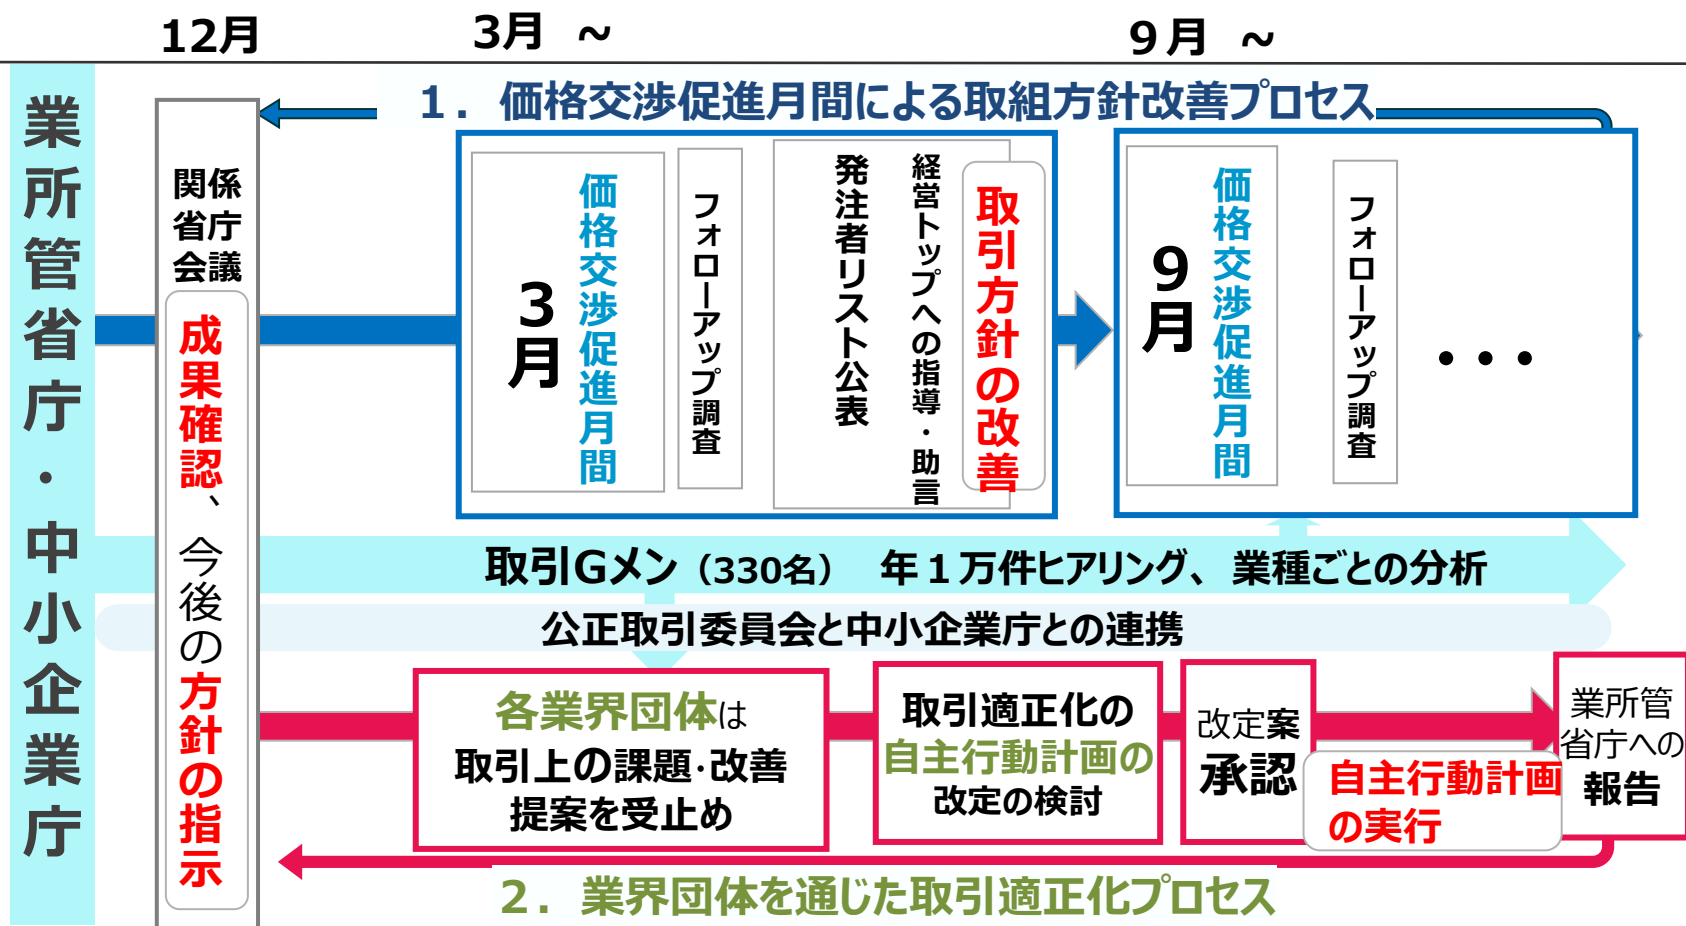 12月
3月 ~
９月 ~
業所管省庁・中小企業庁
１．価格交渉促進月間による取組方針改善プロセス
関係
省庁
会議
成果確認、今後の方針の指示
3月
価格交渉促進月間
フォローアップ調査
発注者リスト公表
経営トップへの指導・助言
取引方針の改善
9月
価格交渉促進月間
フォローアップ調査
・・・
取引Gメン（330名） 年１万件ヒアリング、業種ごとの分析
公正取引委員会と中小企業庁との連携
各業界団体は
取引上の課題・改善
提案を受止め
取引適正化の
自主行動計画の
改定の検討
改定案
承認
自主行動計画
の実行
業所管
省庁への
報告
２．業界団体を通じた取引適正化プロセス